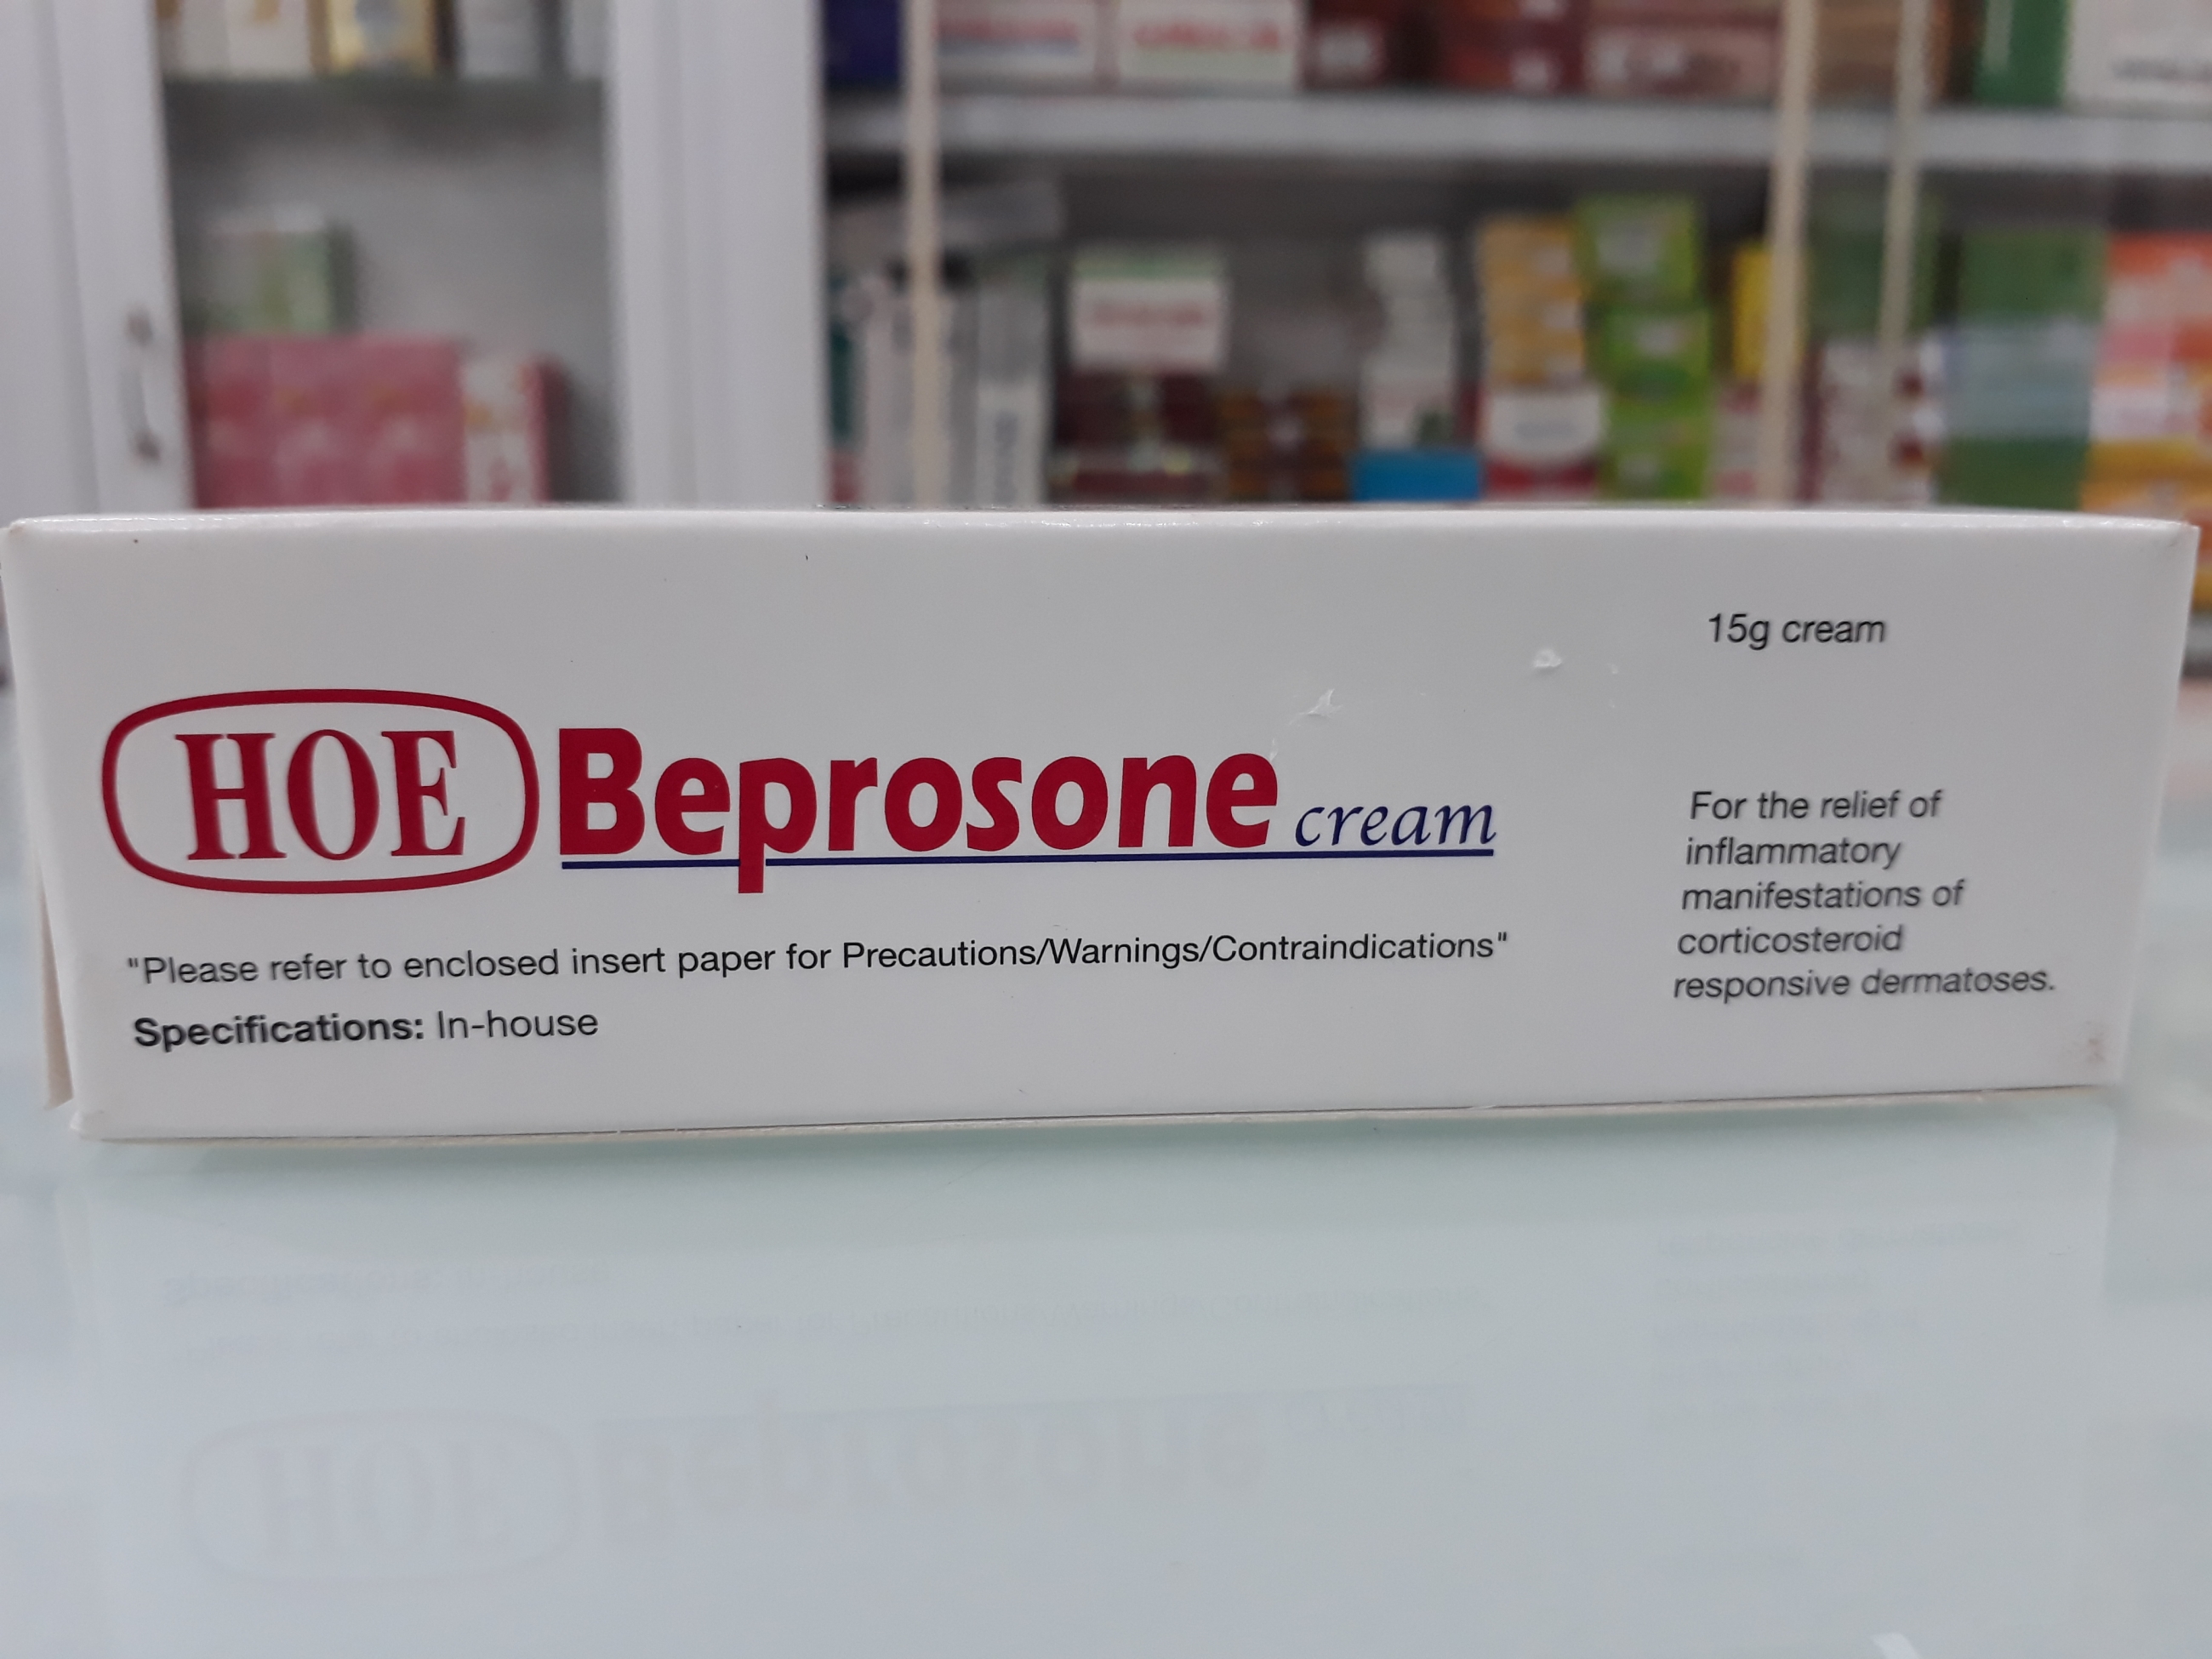 15g cream
HOE Beprosone cream
"Please refer to enclosed insert paper for Precautions/Warnings/Contraindications"
Specifications: In-house
For the relief of
inflammatory
manifestations of
corticosteroid
responsive dermatoses.